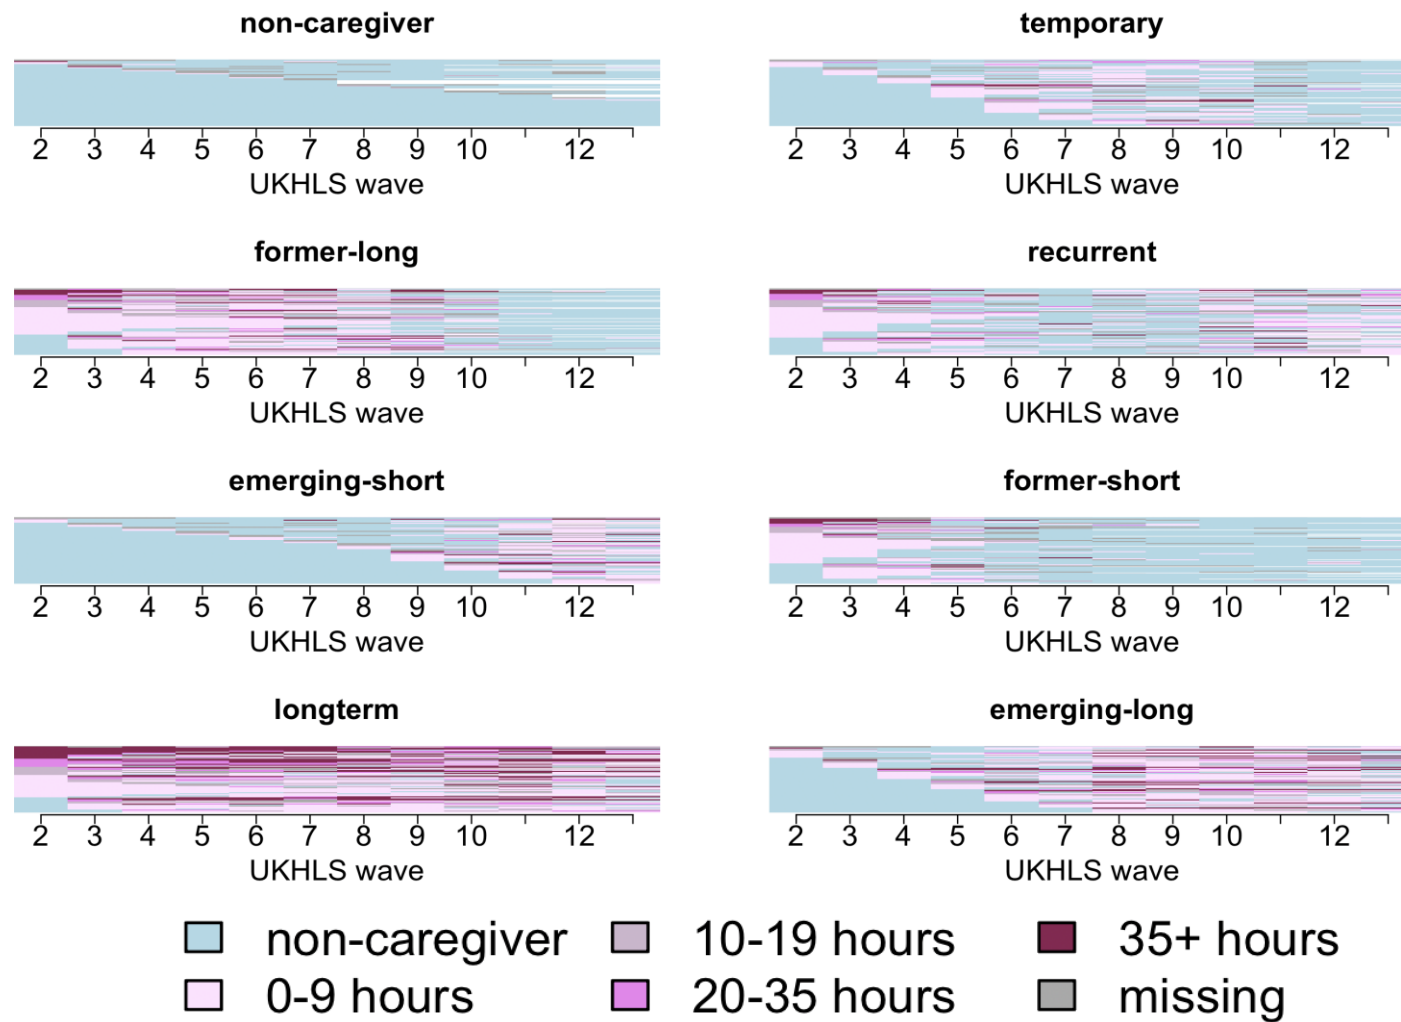 non-caregiver
2 3 4 5 6 7 8 9 10 12
UKHLS wave
temporary
2 3 4 5 6 7 8 9 10 12
UKHLS wave
former-long
2 3 4 5 6 7 8 9 10 12
UKHLS wave
recurrent
2 3 4 5 6 7 8 9 10 12
UKHLS wave
emerging-short
2 3 4 5 6 7 8 9 10 12
UKHLS wave
former-short
2 3 4 5 6 7 8 9 10 12
UKHLS wave
longterm
2 3 4 5 6 7 8 9 10 12
UKHLS wave
emerging-long
2 3 4 5 6 7 8 9 10 12
UKHLS wave
non-caregiver
0-9 hours
10-19 hours
20-35 hours
35+ hours
missing